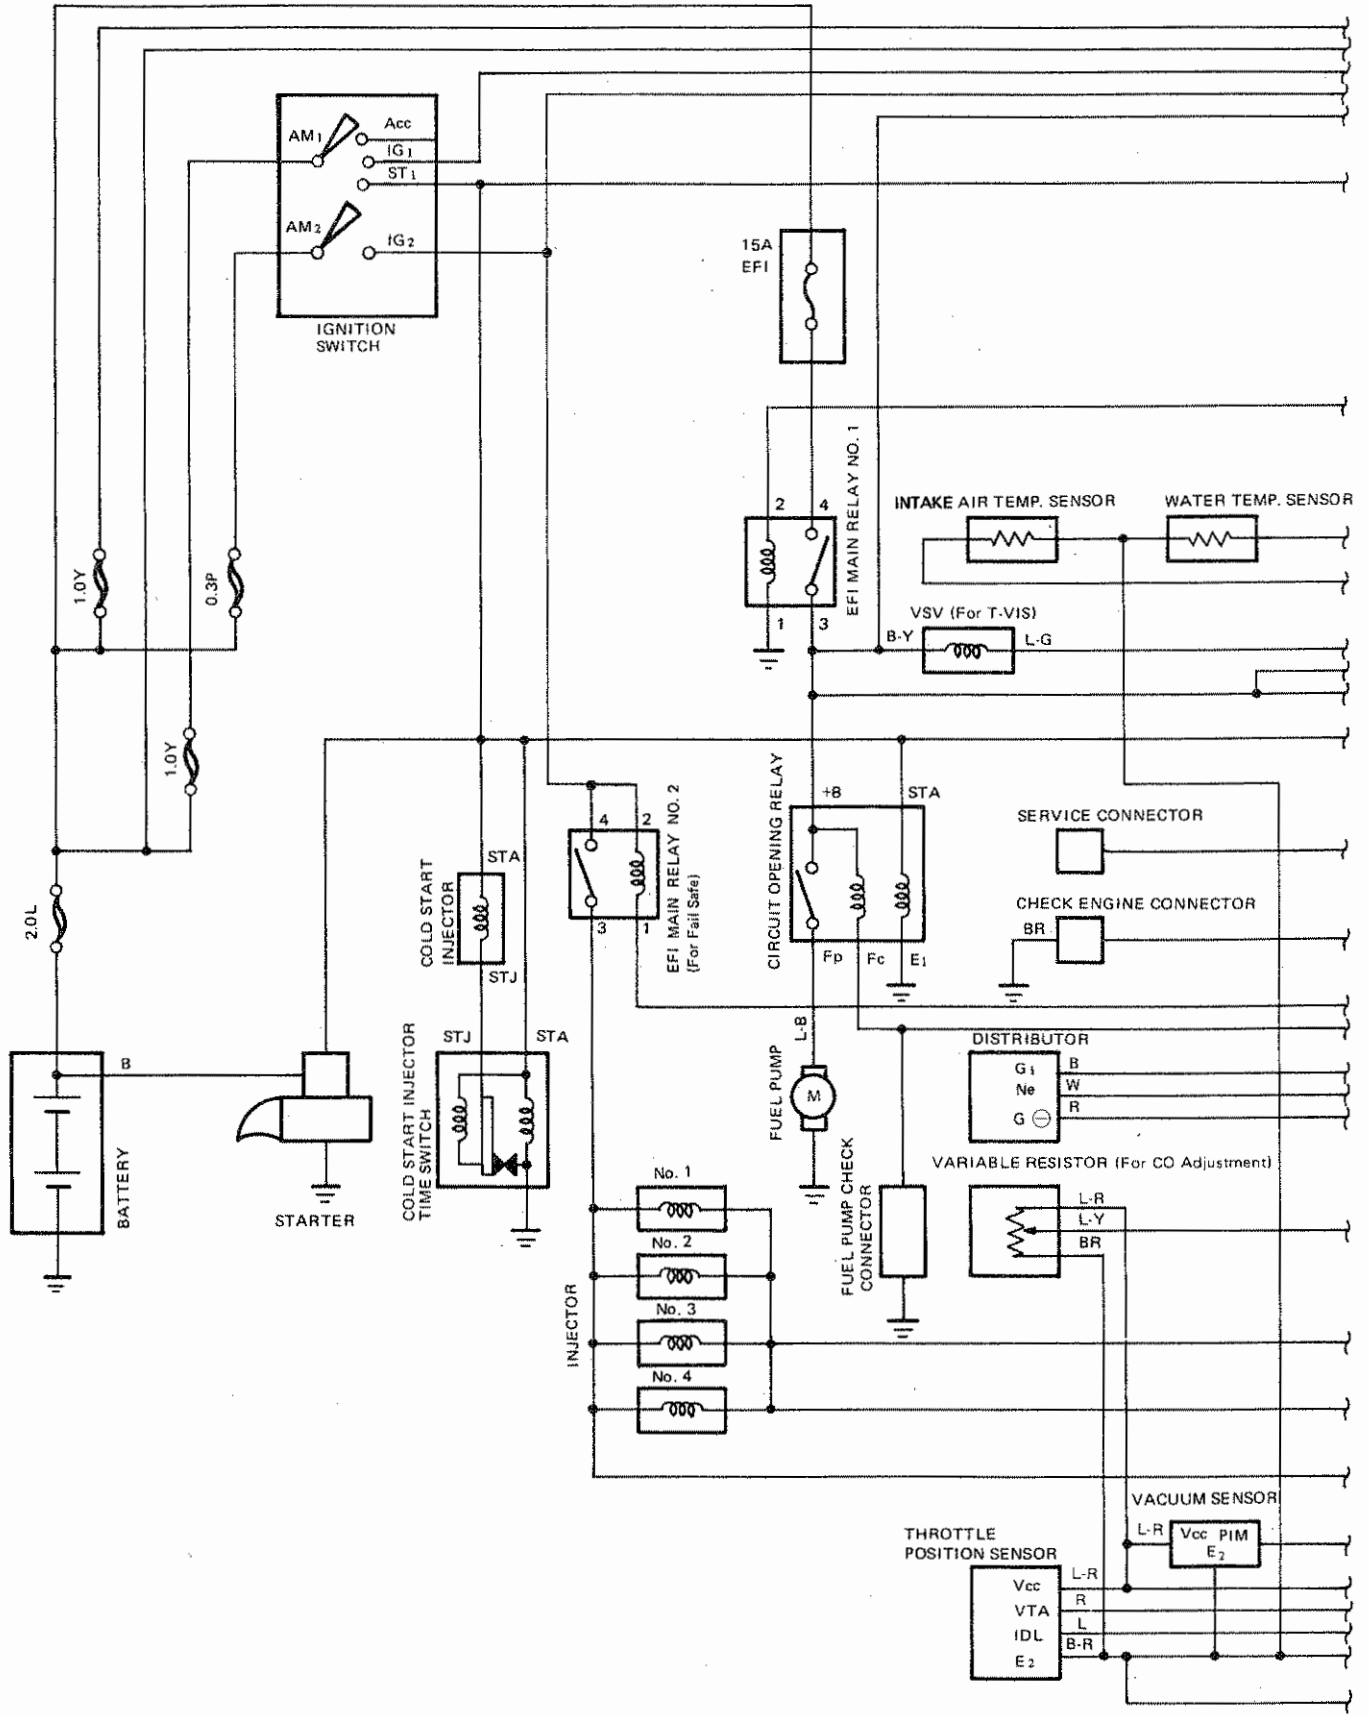 Acc
AM1
IG1
ST1
AM2
IG2
IGNITION
SWITCH
15A
EFI
2
4
EFI MAIN RELAY NO. 1
1
3
INTAKE AIR TEMP. SENSOR
WATER TEMP. SENSOR
1.0Y
0.3P
VSV (For T-VIS)
B-Y
L-G
1.0Y
2.0L
+B
STA
CIRCUIT OPENING RELAY
Fp
Fc
E1
SERVICE CONNECTOR
CHECK ENGINE CONNECTOR
BR
4
2
EFI MAIN RELAY NO. 2
(For Fail Safe)
3
1
STA
COLD START
INJECTOR
STJ
STJ
STA
COLD START INJECTOR
TIME SWITCH
B
BATTERY
STARTER
L-B
FUEL PUMP
M
DISTRIBUTOR
G1
B
Ne
W
G ⊖
R
VARIABLE RESISTOR (For CO Adjustment)
L-R
L-Y
BR
FUEL PUMP CHECK
CONNECTOR
No. 1
No. 2
No. 3
No. 4
INJECTOR
VACUUM SENSOR
L-R
Vcc PIM
E2
THROTTLE
POSITION SENSOR
Vcc
L-R
VTA
R
IDL
L
E2
B-R